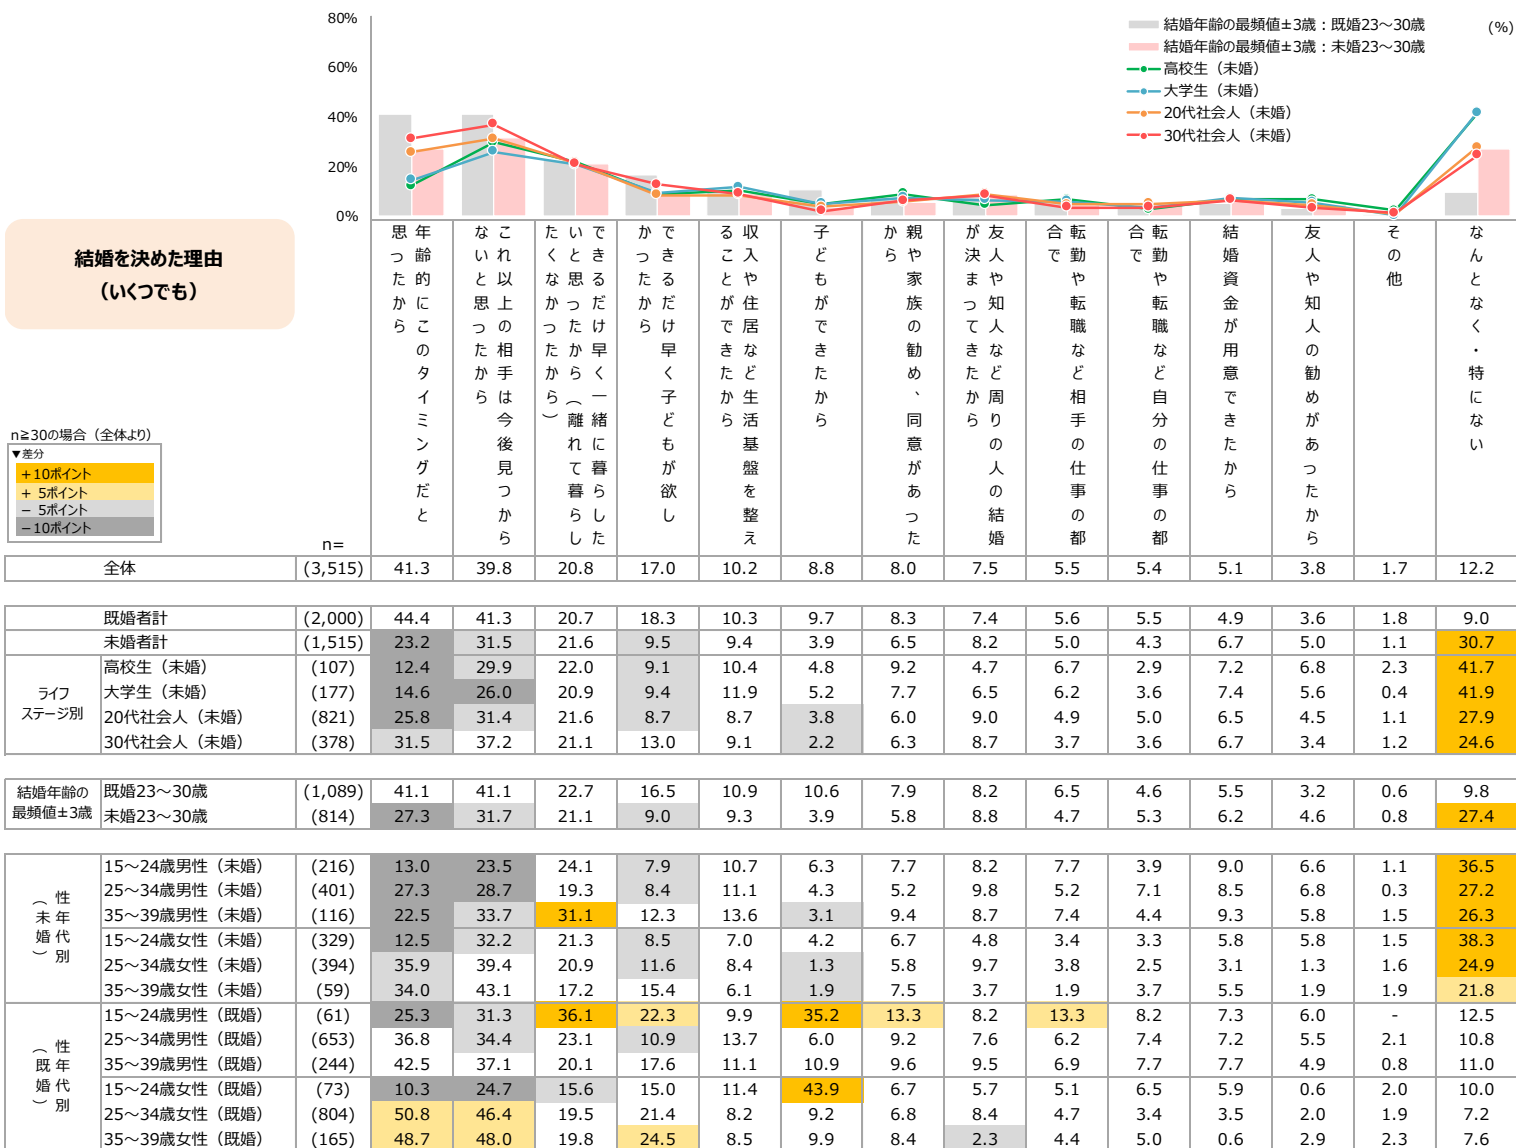 80%
60%
40%
20%
0%
結婚年齢の最頻値±3歳：既婚23～30歳
(%)
結婚年齢の最頻値±3歳：未婚23～30歳
高校生（未婚）
大学生（未婚）
20代社会人（未婚）
30代社会人（未婚）
結婚を決めた理由
（いくつでも）
年齢的にこのタイミングだと
思ったから
これ以上の相手は今後見つから
ないと思ったから
できるだけ早く一緒に暮らした
いと思ったから（離れて暮らし
たくなかったから）
できるだけ早く子どもが欲し
かったから
収入や住居など生活基盤を整え
ることができたから
子どもができたから
親や家族の勧め、同意があった
から
友人や知人など周りの人の結婚
が決まってきたから
転勤や転職など相手の仕事の都
合で
転勤や転職など自分の仕事の都
合で
結婚資金が用意できたから
友人や知人の勧めがあったから
その他
なんとなく・特にない
n≧30の場合（全体より）
▼差分
+10ポイント
+ 5ポイント
－ 5ポイント
－10ポイント
n=
全体 (3,515) 41.3 39.8 20.8 17.0 10.2 8.8 8.0 7.5 5.5 5.4 5.1 3.8 1.7 12.2
既婚者計 (2,000) 44.4 41.3 20.7 18.3 10.3 9.7 8.3 7.4 5.6 5.5 4.9 3.6 1.8 9.0
未婚者計 (1,515) 23.2 31.5 21.6 9.5 9.4 3.9 6.5 8.2 5.0 4.3 6.7 5.0 1.1 30.7
ライフ
ステージ別
高校生（未婚） (107) 12.4 29.9 22.0 9.1 10.4 4.8 9.2 4.7 6.7 2.9 7.2 6.8 2.3 41.7
大学生（未婚） (177) 14.6 26.0 20.9 9.4 11.9 5.2 7.7 6.5 6.2 3.6 7.4 5.6 0.4 41.9
20代社会人（未婚） (821) 25.8 31.4 21.6 8.7 8.7 3.8 6.0 9.0 4.9 5.0 6.5 4.5 1.1 27.9
30代社会人（未婚） (378) 31.5 37.2 21.1 13.0 9.1 2.2 6.3 8.7 3.7 3.6 6.7 3.4 1.2 24.6
結婚年齢の
最頻値±3歳
既婚23～30歳 (1,089) 41.1 41.1 22.7 16.5 10.9 10.6 7.9 8.2 6.5 4.6 5.5 3.2 0.6 9.8
未婚23～30歳 (814) 27.3 31.7 21.1 9.0 9.3 3.9 5.8 8.8 4.7 5.3 6.2 4.6 0.8 27.4
性年代別
（未婚）
15～24歳男性（未婚） (216) 13.0 23.5 24.1 7.9 10.7 6.3 7.7 8.2 7.7 3.9 9.0 6.6 1.1 36.5
25～34歳男性（未婚） (401) 27.3 28.7 19.3 8.4 11.1 4.3 5.2 9.8 5.2 7.1 8.5 6.8 0.3 27.2
35～39歳男性（未婚） (116) 22.5 33.7 31.1 12.3 13.6 3.1 9.4 8.7 7.4 4.4 9.3 5.8 1.5 26.3
15～24歳女性（未婚） (329) 12.5 32.2 21.3 8.5 7.0 4.2 6.7 4.8 3.4 3.3 5.8 5.8 1.5 38.3
25～34歳女性（未婚） (394) 35.9 39.4 20.9 11.6 8.4 1.3 5.8 9.7 3.8 2.5 3.1 1.3 1.6 24.9
35～39歳女性（未婚） (59) 34.0 43.1 17.2 15.4 6.1 1.9 7.5 3.7 1.9 3.7 5.5 1.9 1.9 21.8
性年代別
（既婚）
15～24歳男性（既婚） (61) 25.3 31.3 36.1 22.3 9.9 35.2 13.3 8.2 13.3 8.2 7.3 6.0 - 12.5
25～34歳男性（既婚） (653) 36.8 34.4 23.1 10.9 13.7 6.0 9.2 7.6 6.2 7.4 7.2 5.5 2.1 10.8
35～39歳男性（既婚） (244) 42.5 37.1 20.1 17.6 11.1 10.9 9.6 9.5 6.9 7.7 7.7 4.9 0.8 11.0
15～24歳女性（既婚） (73) 10.3 24.7 15.6 15.0 11.4 43.9 6.7 5.7 5.1 6.5 5.9 0.6 2.0 10.0
25～34歳女性（既婚） (804) 50.8 46.4 19.5 21.4 8.2 9.2 6.8 8.4 4.7 3.4 3.5 2.0 1.9 7.2
35～39歳女性（既婚） (165) 48.7 48.0 19.8 24.5 8.5 9.9 8.4 2.3 4.4 5.0 0.6 2.9 2.3 7.6